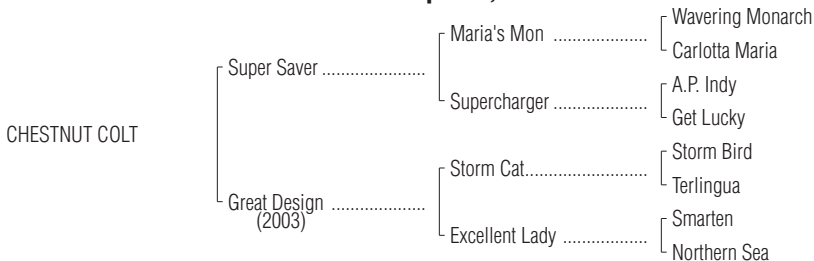 Wavering Monarch
Maria's Mon ....................
Carlotta Maria
Super Saver ......................
A.P. Indy
Supercharger ....................
Get Lucky
CHESTNUT COLT
Storm Bird
Storm Cat..........................
Terlingua
Great Design ....................
(2003)
Smarten
Excellent Lady ..................
Northern Sea